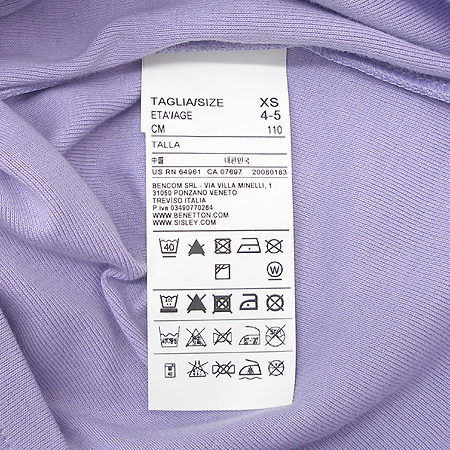 TAGLIA/SIZE XS
ETA'/AGE 4-5
CM 110
TALLA
中国 대한민국
US RN 64961 CA 07697 20080183
BENCOM SRL - VIA VILLA MINELLI, 1
31050 PONZANO VENETO
TREVISO ITALIA
P.iva 03490770264
WWW.BENETTON.COM
WWW.SISLEY.COM
40
W